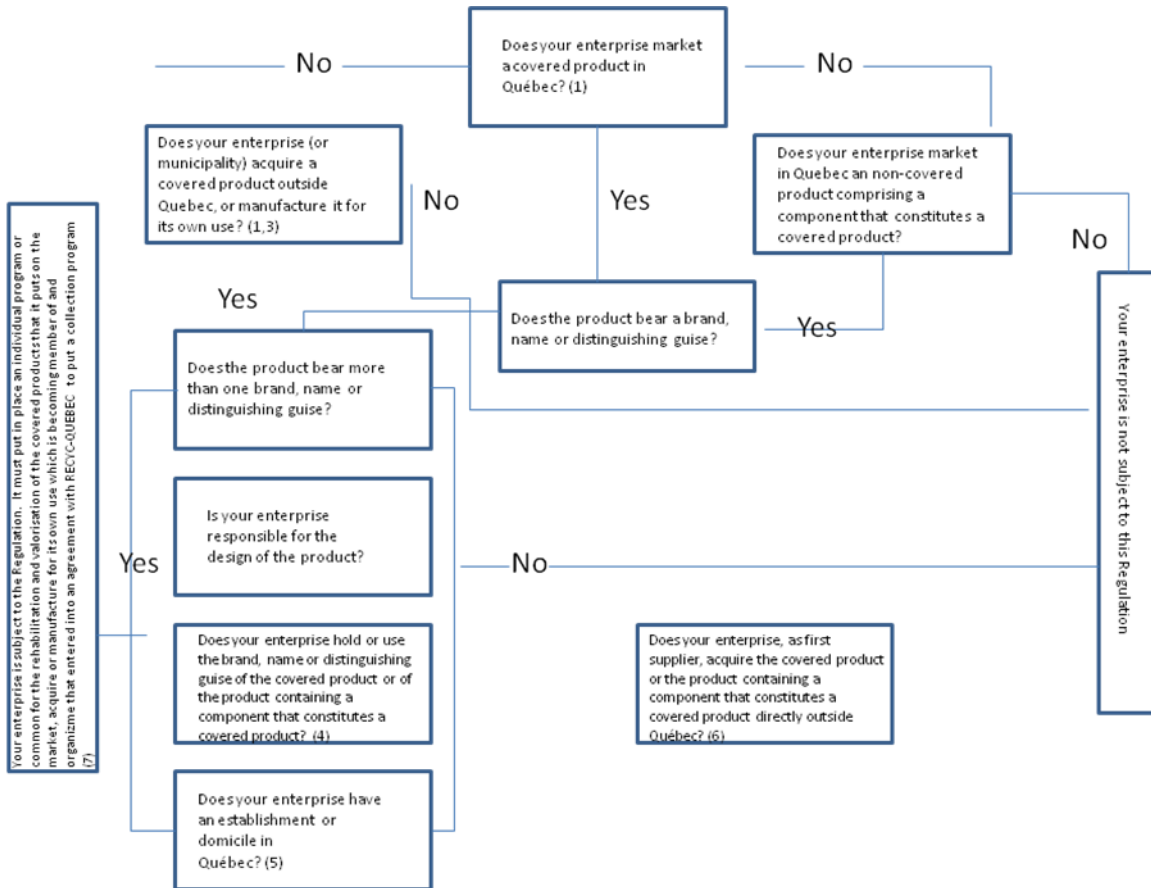 Does your enterprise market
a covered product in
Québec? (1)
No
No
Does your enterprise (or
municipality) acquire a
covered product outside
Quebec, or manufacture it for
its own use? (1,3)
No
Yes
Does your enterprise market
in Quebec an non-covered
product comprising a
component that constitutes a
covered product?
No
Yes
Does the product bear a brand,
name or distinguishing guise?
Yes
Does the product bear more
than one brand, name or
distinguishing guise?
Your enterprise is subject to the Regulation. It must put in place an individual program or
common for the rehabilitation and valorisation of the covered products that it puts on the
market, acquire or manufacture for its own use which is becoming member of and
organizme that entered into an agreement with RECYC-QUEBEC to put a collection program
(7)
Yes
Is your enterprise
responsible for the
design of the product?
No
Your enterprise is not subject to this Regulation
Does your enterprise hold or use
the brand, name or distinguishing
guise of the covered product or of
the product containing a
component that constitutes a
covered product? (4)
Does your enterprise, as first
supplier, acquire the covered product
or the product containing a
component that constitutes a
covered product directly outside
Québec? (6)
Does your enterprise have
an establishment or
domicile in
Québec? (5)